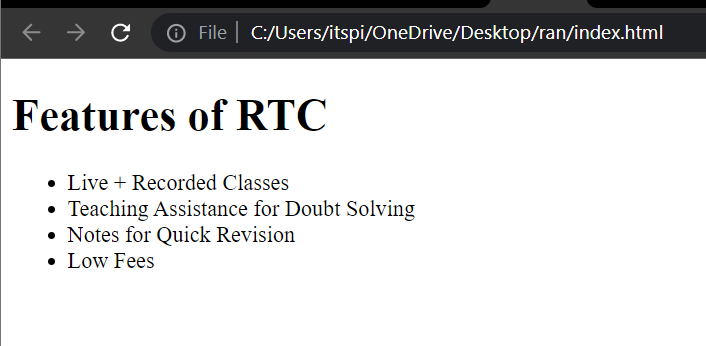 File | C:/Users/itspi/OneDrive/Desktop/ran/index.html
Features of RTC
• Live + Recorded Classes
• Teaching Assistance for Doubt Solving
• Notes for Quick Revision
• Low Fees